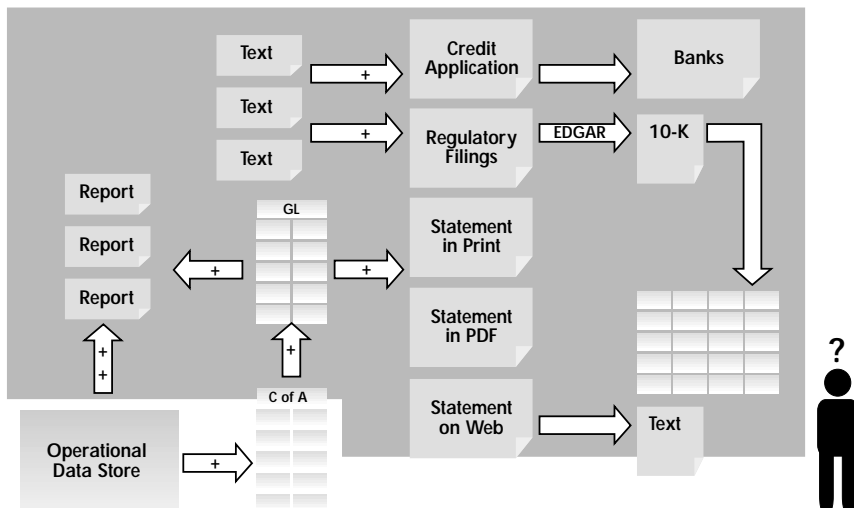 Text
Credit
Application
Banks
+
Text
+
EDGAR
Regulatory
Filings
10-K
Text
Report
GL
Statement
in Print
Report
+
+
Report
Statement
in PDF
+
+
+
?
C of A
Statement
on Web
Text
Operational
Data Store
+